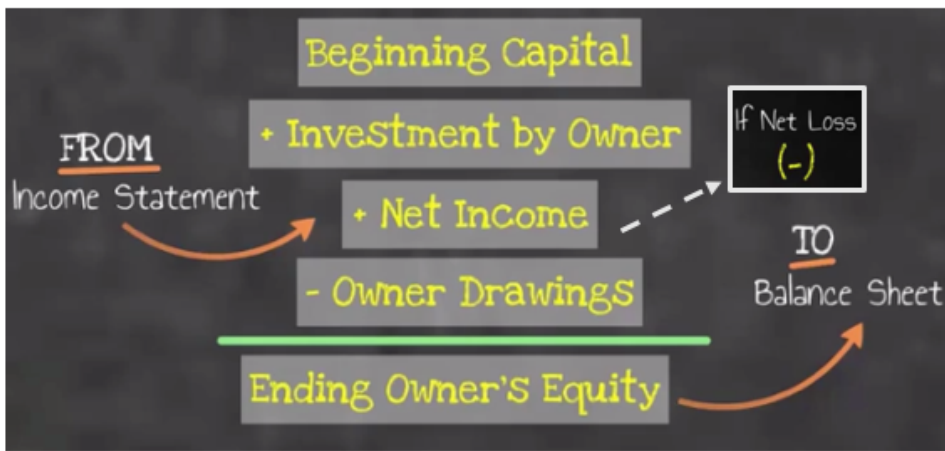 Beginning Capital
+ Investment by Owner
If Net Loss
(-)
FROM
Income Statement
+ Net Income
- Owner Drawings
TO
Balance Sheet
Ending Owner's Equity